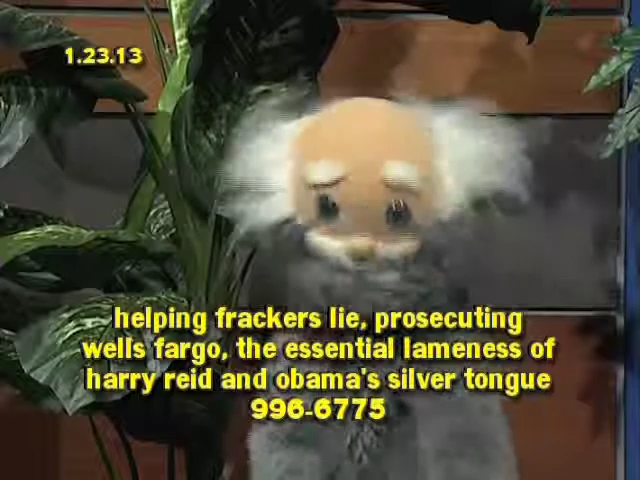 1.23.13
helping frackers lie, prosecuting
wells fargo, the essential lameness of
harry reid and obama's silver tongue
996-6775